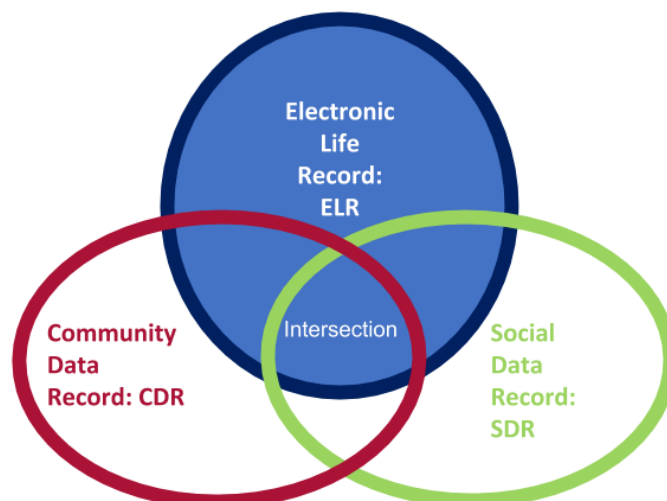 Electronic
Life
Record:
ELR
Intersection
Community
Data
Record: CDR
Social
Data
Record:
SDR